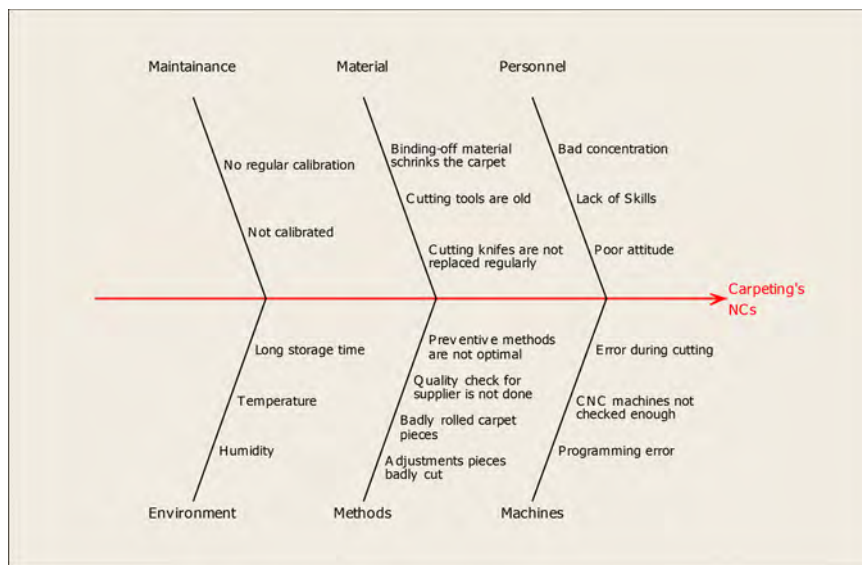 Maintainance
Material
Personnel
No regular calibration
Not calibrated
Binding-off material
schrinks the carpet
Cutting tools are old
Cutting knifes are not
replaced regularly
Bad concentration
Lack of Skills
Poor attitude
Carpeting's
NCs
Long storage time
Temperature
Humidity
Preventive methods
are not optimal
Quality check for
supplier is not done
Badly rolled carpet
pieces
Adjustments pieces
badly cut
Error during cutting
CNC machines not
checked enough
Programming error
Environment
Methods
Machines